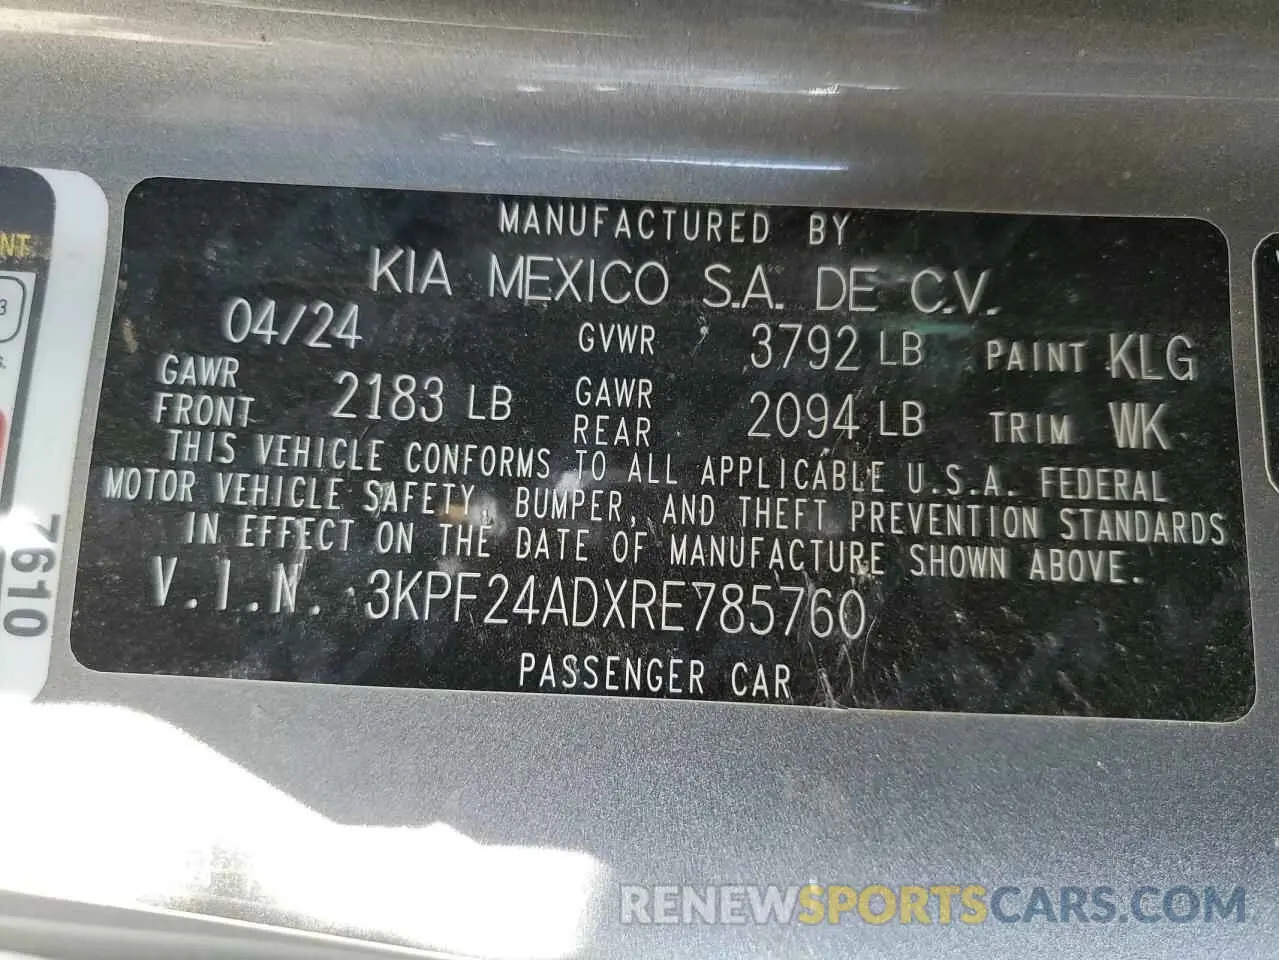 MANUFACTURED BY
KIA MEXICO S.A. DE C.V.
04/24 GVWR 3792 LB PAINT KLG
GAWR FRONT 2183 LB GAWR REAR 2094 LB TRIM WK
THIS VEHICLE CONFORMS TO ALL APPLICABLE U.S.A. FEDERAL
MOTOR VEHICLE SAFETY, BUMPER, AND THEFT PREVENTION STANDARDS
IN EFFECT ON THE DATE OF MANUFACTURE SHOWN ABOVE.
V.I.N. 3KPF24ADXRE785760
PASSENGER CAR
NT
3
s.
7610
RENEWSPORTSCARS.COM